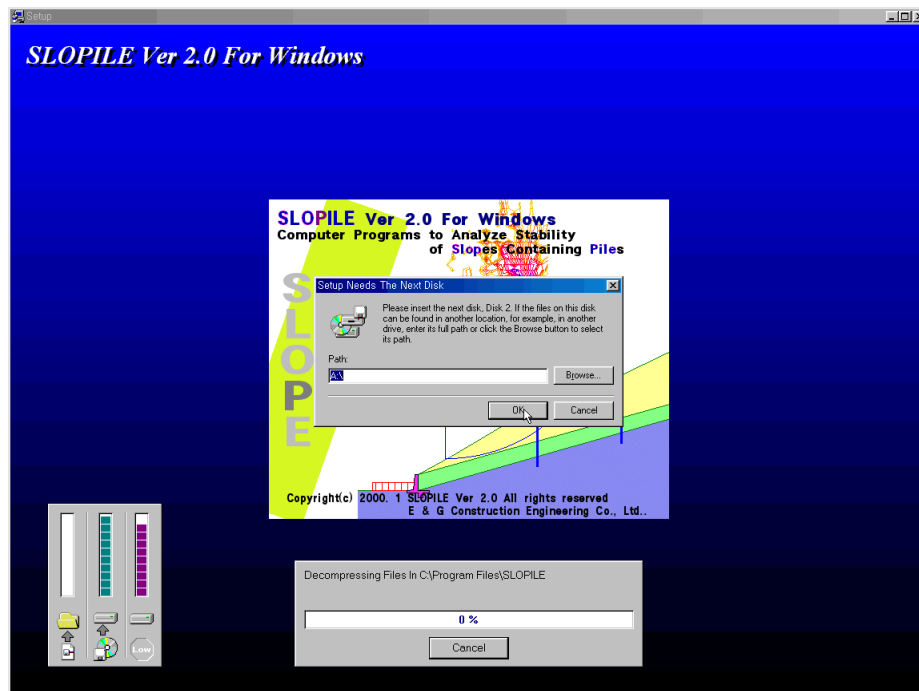 Setup
SLOPILE Ver 2.0 For Windows
SLOPILE Ver 2.0 For Windows
Computer Programs to Analyze Stability
of Slopes Containing Piles
SLOPE
Setup Needs The Next Disk
Please insert the next disk, Disk 2. If the files on this disk
can be found in another location, for example, in another
drive, enter its full path or click the Browse button to select
its path.
Path:
A:\
Browse...
OK
Cancel
Copyright(c) 2000. 1 SLOPILE Ver 2.0 All rights reserved
E & G Construction Engineering Co., Ltd..
Decompressing Files In C:\Program Files\SLOPILE
0 %
Cancel
Low